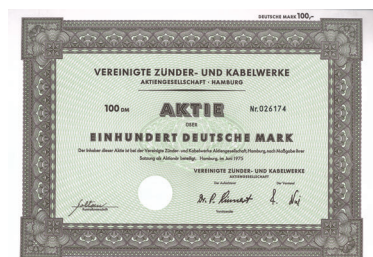 DEUTSCHE MARK 100,-
VEREINIGTE ZÜNDER- UND KABELWERKE
AKTIENGESELLSCHAFT · HAMBURG
100 DM AKTIE Nr. 026174
ÜBER
EINHUNDERT DEUTSCHE MARK
Der Inhaber dieser Aktie ist bei der Vereinigte Zünder- und Kabelwerke Aktiengesellschaft, Hamburg, nach Maßgabe ihrer
Satzung als Aktionär beteiligt. Hamburg, im Juni 1975
VEREINIGTE ZÜNDER- UND KABELWERKE
AKTIENGESELLSCHAFT
Der Aufsichtsrat Der Vorstand
Vorsitzender